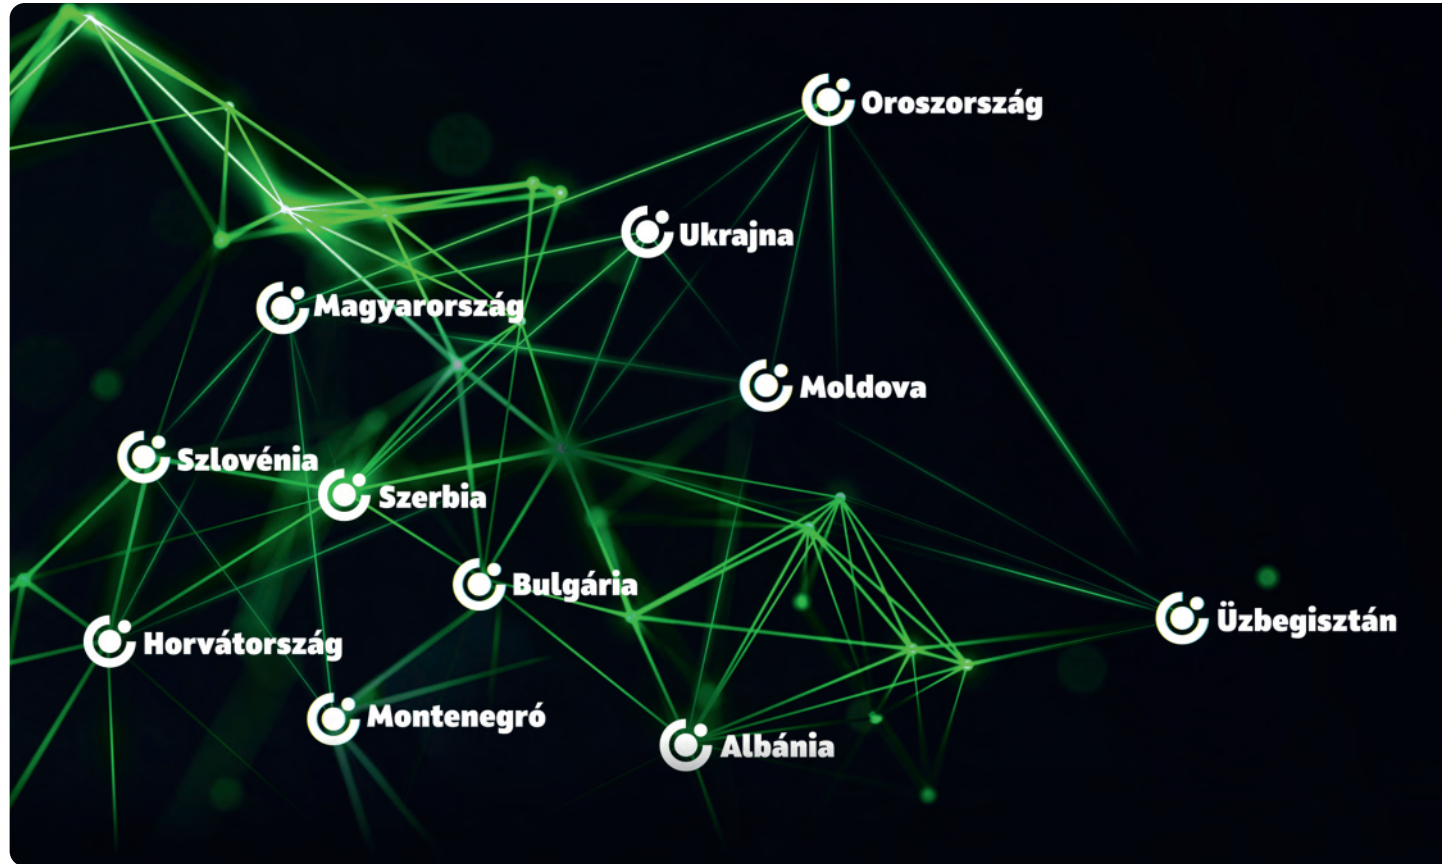 Oroszország
Ukrajna
Magyarország
Moldova
Szlovénia
Szerbia
Bulgária
Üzbegisztán
Horvátország
Montenegró
Albánia